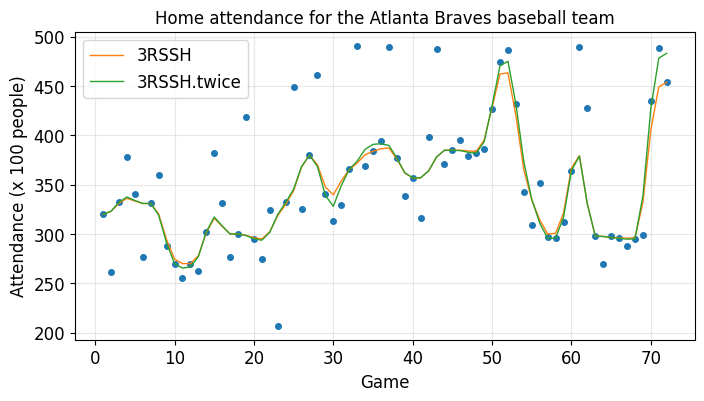 Home attendance for the Atlanta Braves baseball team
3RSSH
3RSSH.twice
Attendance (x 100 people)
500
450
400
350
300
250
200
0 10 20 30 40 50 60 70
Game